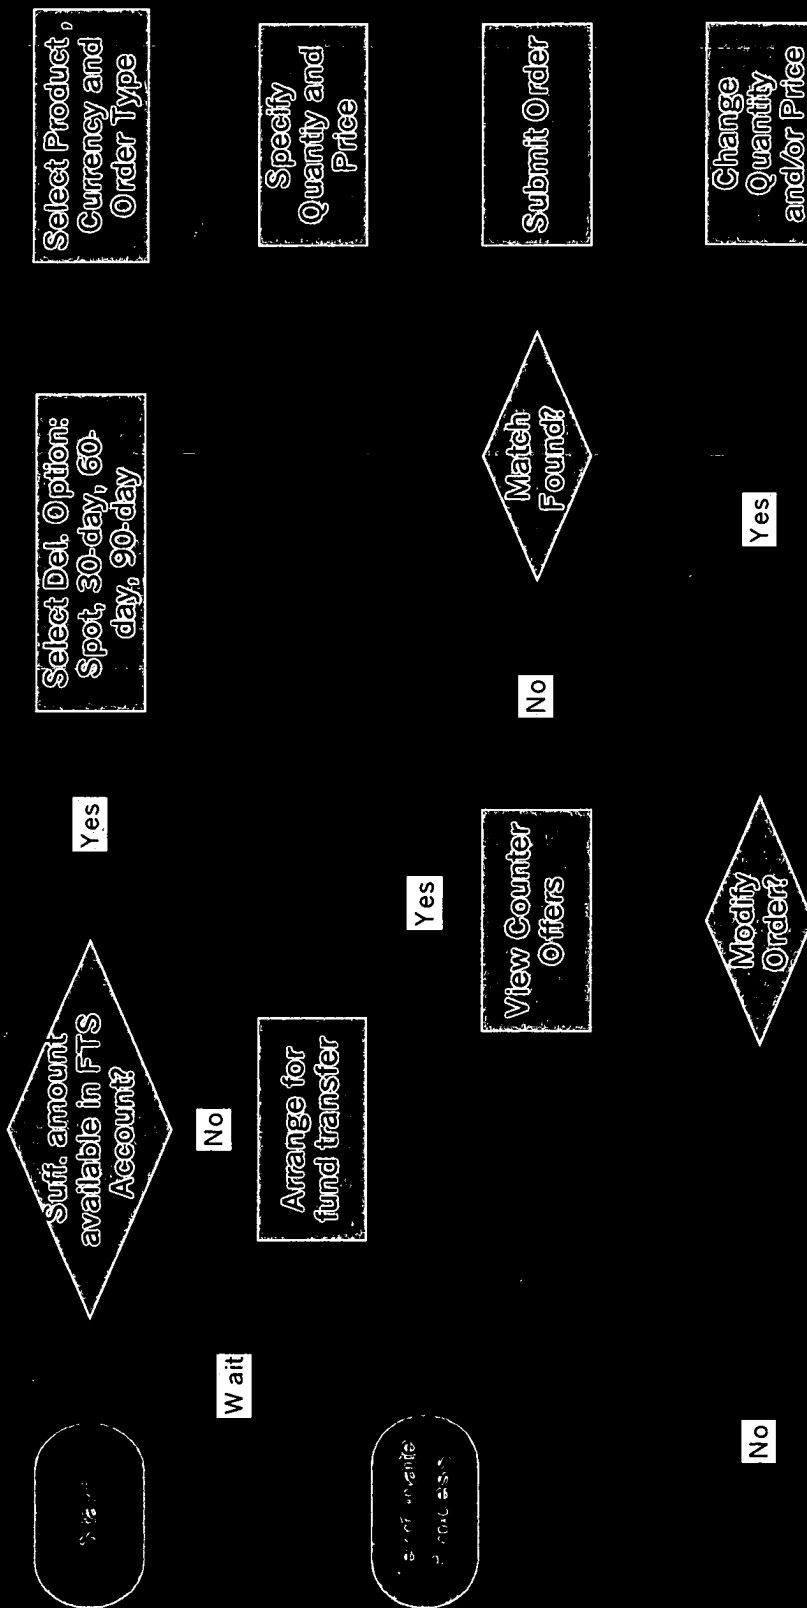 Start
Suff. amount
available in FTS
Account?
Yes
Select Del. Option:
Spot, 30-day, 60-
day, 90-day
Select Product,
Currency and
Order Type
Wait
No
Arrange for
fund transfer
Specify
Quantiy and
Price
Yes
View Counter
Offers
No
Match
Found?
Submit Order
No
Modify
Order?
Yes
Change
Quantity
and/or Price